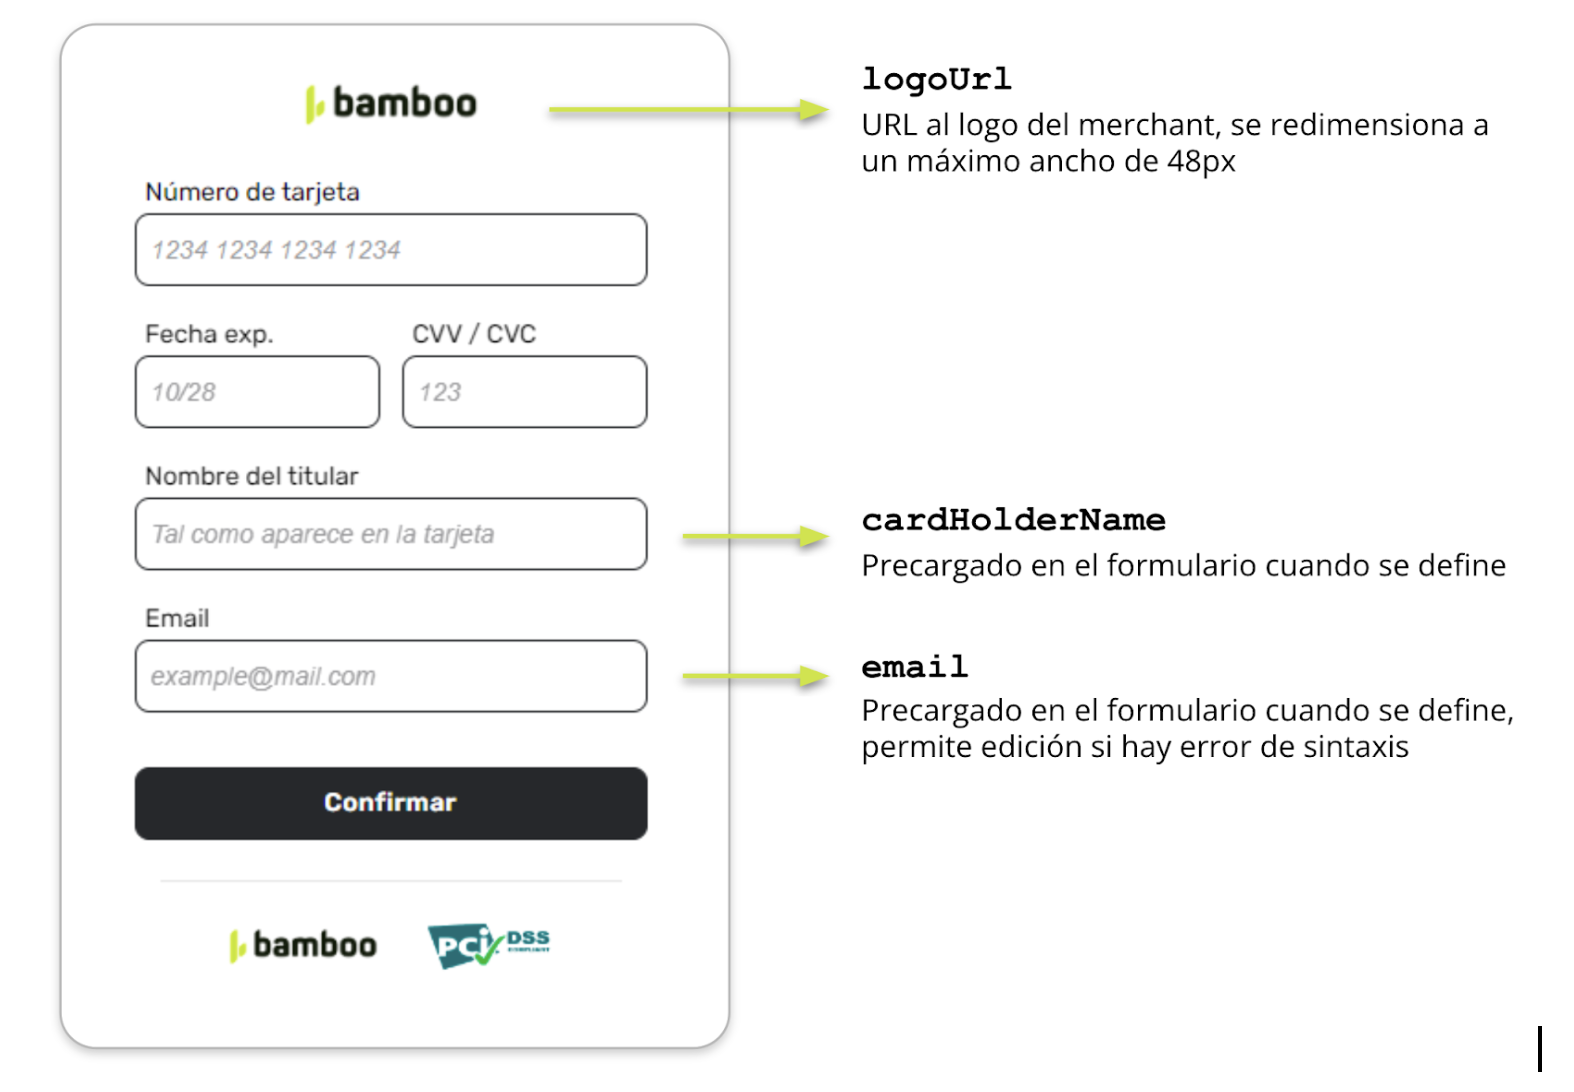 bamboo
logoUrl
URL al logo del merchant, se redimensiona a
un máximo ancho de 48px
Número de tarjeta
1234 1234 1234 1234
Fecha exp.
CVV / CVC
10/28
123
Nombre del titular
Tal como aparece en la tarjeta
cardHolderName
Precargado en el formulario cuando se define
Email
example@mail.com
email
Precargado en el formulario cuando se define,
permite edición si hay error de sintaxis
Confirmar
bamboo
PCI DSS
COMPLIANT